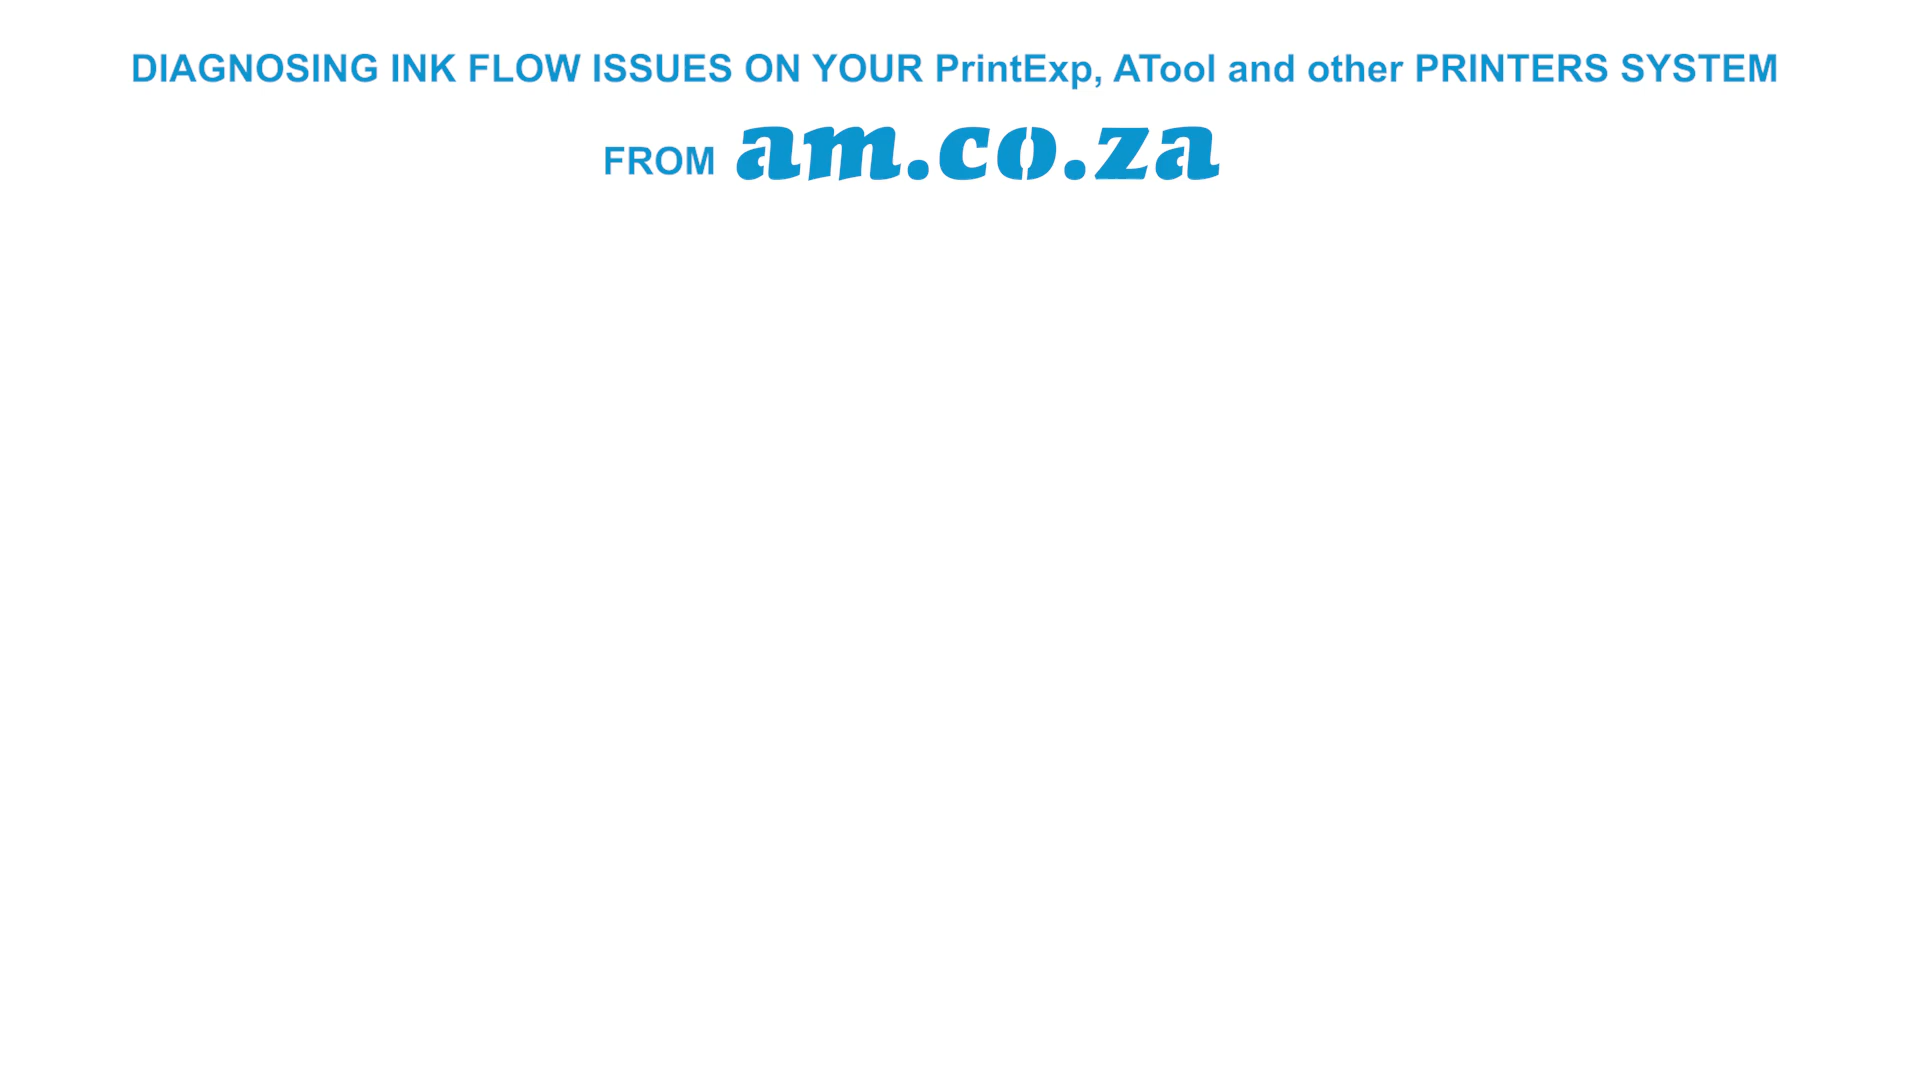 DIAGNOSING INK FLOW ISSUES ON YOUR PrintExp, ATool and other PRINTERS SYSTEM
FROM am.co.za